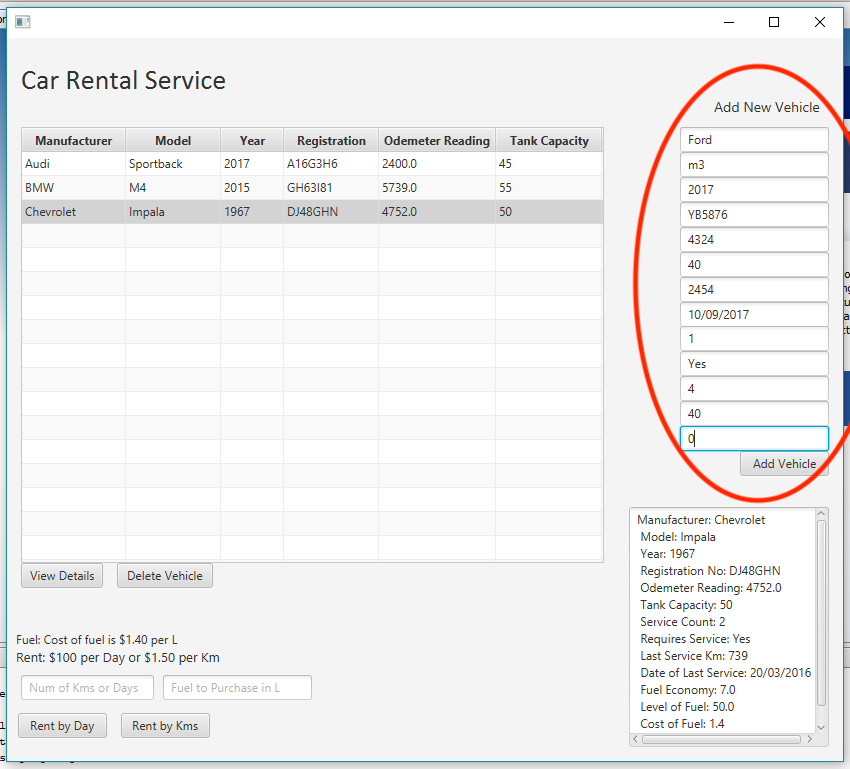 Car Rental Service
Manufacturer Model Year Registration Odemeter Reading Tank Capacity
Audi Sportback 2017 A16G3H6 2400.0 45
BMW M4 2015 GH63I81 5739.0 55
Chevrolet Impala 1967 DJ48GHN 4752.0 50
View Details Delete Vehicle
Fuel: Cost of fuel is $1.40 per L
Rent: $100 per Day or $1.50 per Km
Num of Kms or Days Fuel to Purchase in L
Rent by Day Rent by Kms
Add New Vehicle
Ford
m3
2017
YB5876
4324
40
2454
10/09/2017
1
Yes
4
40
0
Add Vehicle
Manufacturer: Chevrolet
Model: Impala
Year: 1967
Registration No: DJ48GHN
Odemeter Reading: 4752.0
Tank Capacity: 50
Service Count: 2
Requires Service: Yes
Last Service Km: 739
Date of Last Service: 20/03/2016
Fuel Economy: 7.0
Level of Fuel: 50.0
Cost of Fuel: 1.4